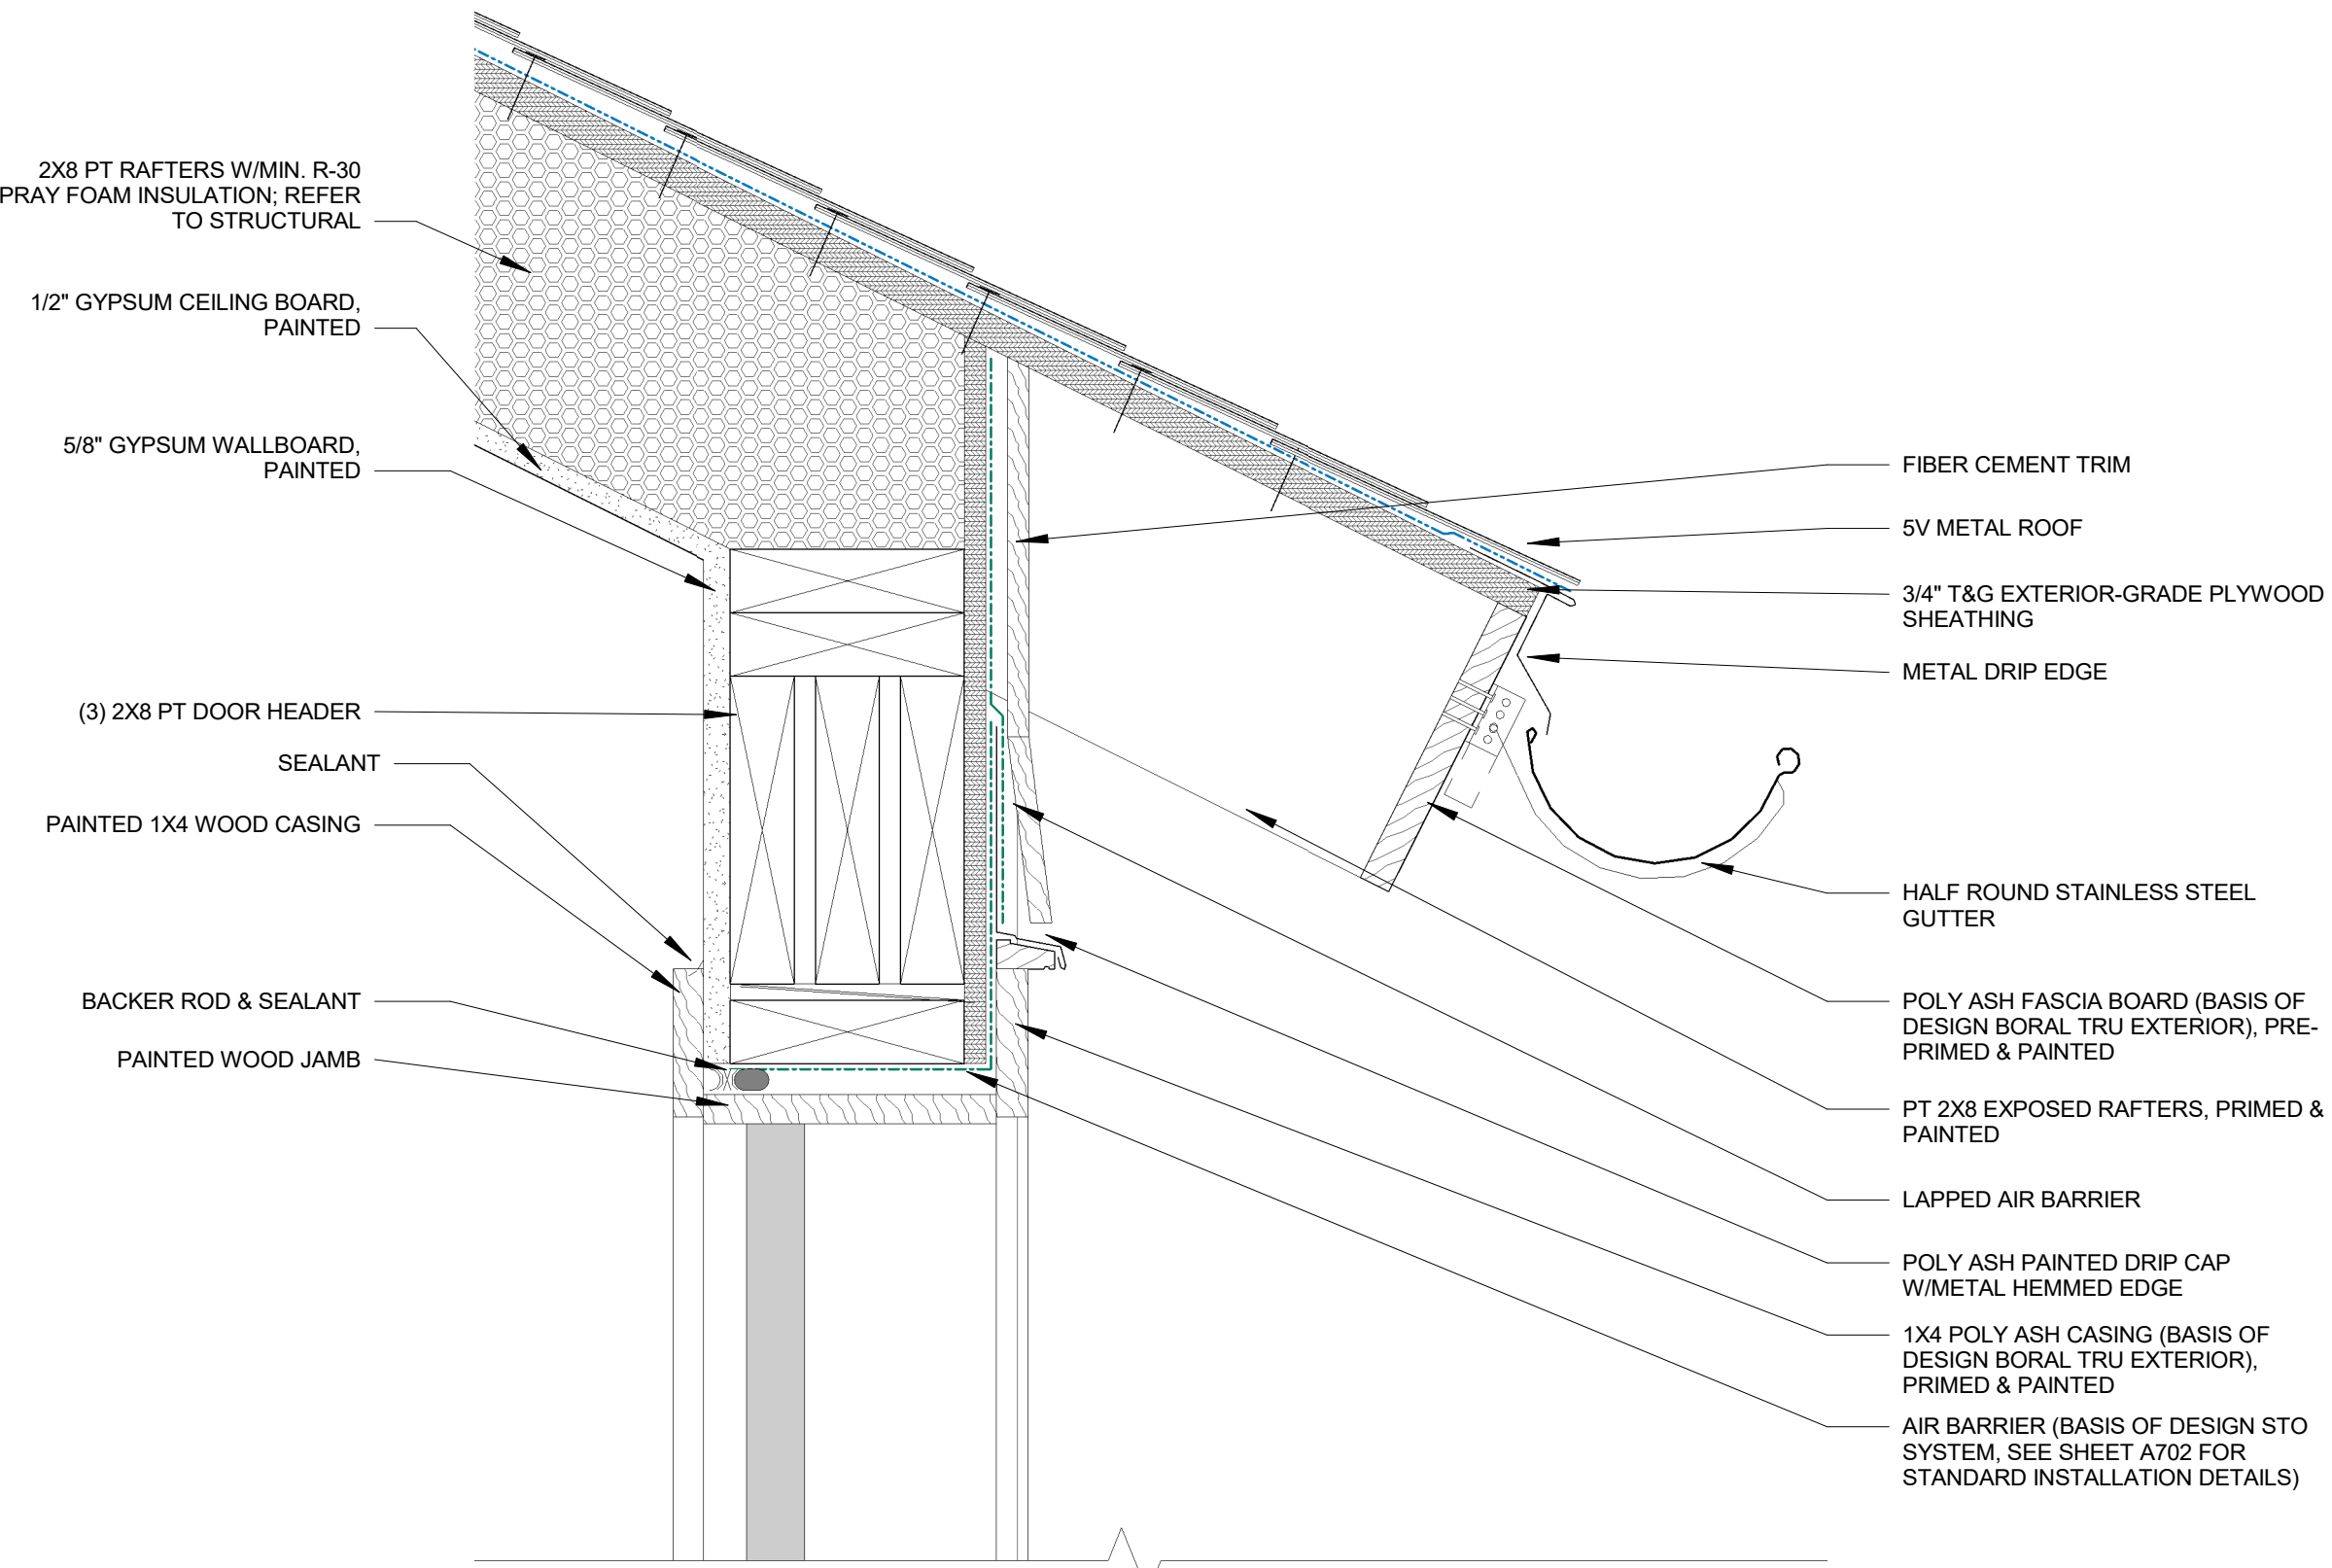 2X8 PT RAFTERS W/MIN. R-30
PRAY FOAM INSULATION; REFER
TO STRUCTURAL
1/2" GYPSUM CEILING BOARD,
PAINTED
5/8" GYPSUM WALLBOARD,
PAINTED
(3) 2X8 PT DOOR HEADER
SEALANT
PAINTED 1X4 WOOD CASING
BACKER ROD & SEALANT
PAINTED WOOD JAMB
FIBER CEMENT TRIM
5V METAL ROOF
3/4" T&G EXTERIOR-GRADE PLYWOOD
SHEATHING
METAL DRIP EDGE
HALF ROUND STAINLESS STEEL
GUTTER
POLY ASH FASCIA BOARD (BASIS OF
DESIGN BORAL TRU EXTERIOR), PRE-
PRIMED & PAINTED
PT 2X8 EXPOSED RAFTERS, PRIMED &
PAINTED
LAPPED AIR BARRIER
POLY ASH PAINTED DRIP CAP
W/METAL HEMMED EDGE
1X4 POLY ASH CASING (BASIS OF
DESIGN BORAL TRU EXTERIOR),
PRIMED & PAINTED
AIR BARRIER (BASIS OF DESIGN STO
SYSTEM, SEE SHEET A702 FOR
STANDARD INSTALLATION DETAILS)